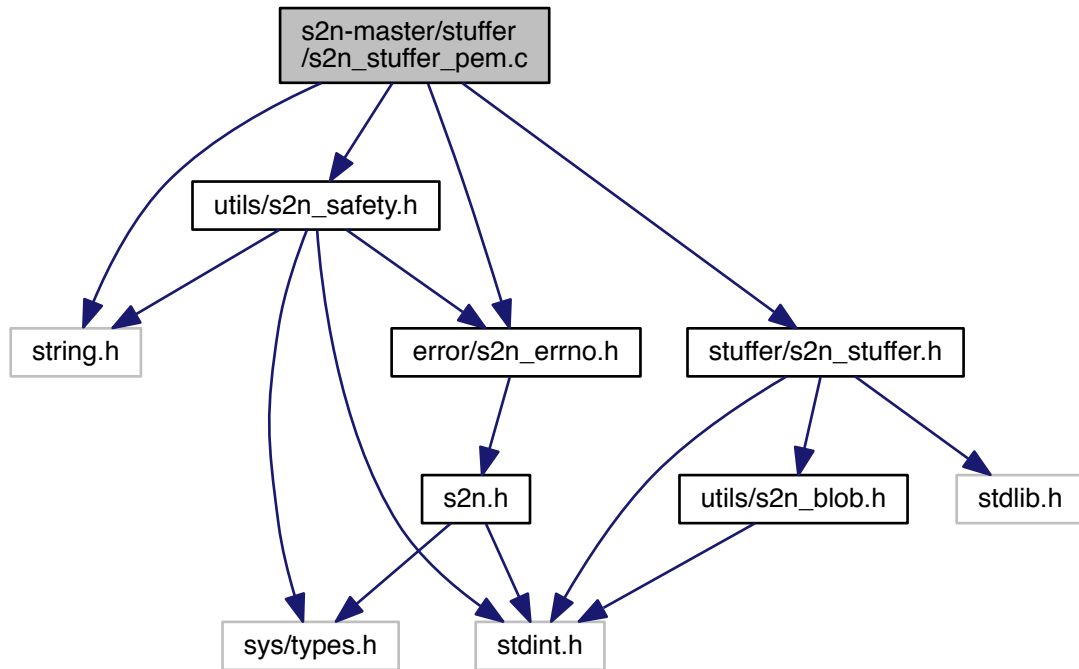 s2n-master/stuffer
/s2n_stuffer_pem.c
utils/s2n_safety.h
string.h
error/s2n_errno.h
stuffer/s2n_stuffer.h
s2n.h
utils/s2n_blob.h
stdlib.h
sys/types.h
stdint.h